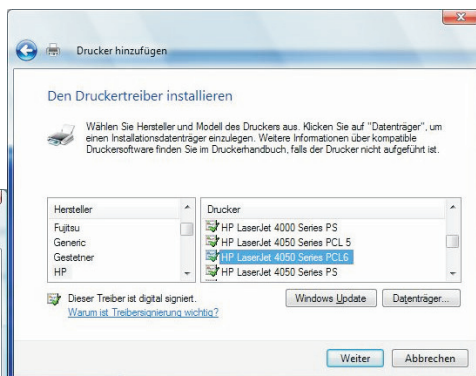 Drucker hinzufügen
Den Druckertreiber installieren
Wählen Sie Hersteller und Modell des Druckers aus. Klicken Sie auf "Datenträger", um
einen Installationsdatenträger einzulegen. Weitere Informationen über kompatible
Druckersoftware finden Sie im Druckerhandbuch, falls der Drucker nicht aufgeführt ist.
Hersteller
Fujitsu
Generic
Gestetner
HP
Drucker
HP LaserJet 4000 Series PS
HP LaserJet 4050 Series PCL 5
HP LaserJet 4050 Series PCL6
HP LaserJet 4050 Series PS
Dieser Treiber ist digital signiert.
Warum ist Treibersignierung wichtig?
Windows Update
Datenträger...
Weiter
Abbrechen